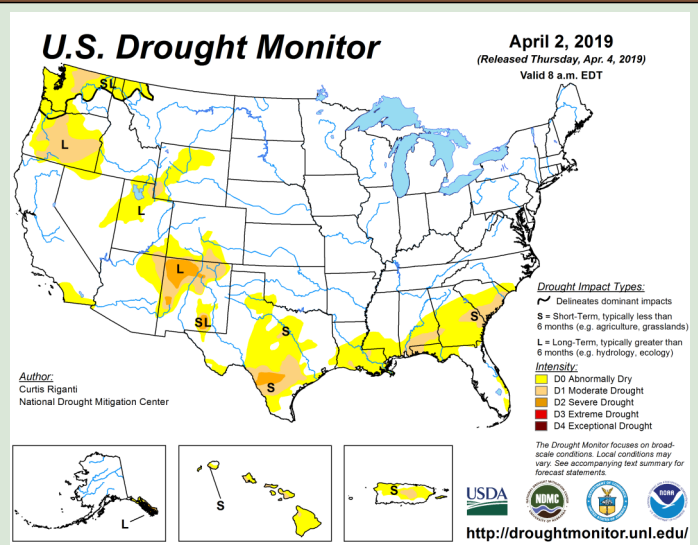 U.S. Drought Monitor
April 2, 2019
(Released Thursday, Apr. 4, 2019)
Valid 8 a.m. EDT
SL
L
L
L
SL
S
S
S
Drought Impact Types:
Delineates dominant impacts
S = Short-Term, typically less than
6 months (e.g. agriculture, grasslands)
L = Long-Term, typically greater than
6 months (e.g. hydrology, ecology)
Intensity:
D0 Abnormally Dry
D1 Moderate Drought
D2 Severe Drought
D3 Extreme Drought
D4 Exceptional Drought
Author:
Curtis Riganti
National Drought Mitigation Center
The Drought Monitor focuses on broad-
scale conditions. Local conditions may
vary. See accompanying text summary for
forecast statements.
L
S
S
USDA
NDMC
NOAA
http://droughtmonitor.unl.edu/